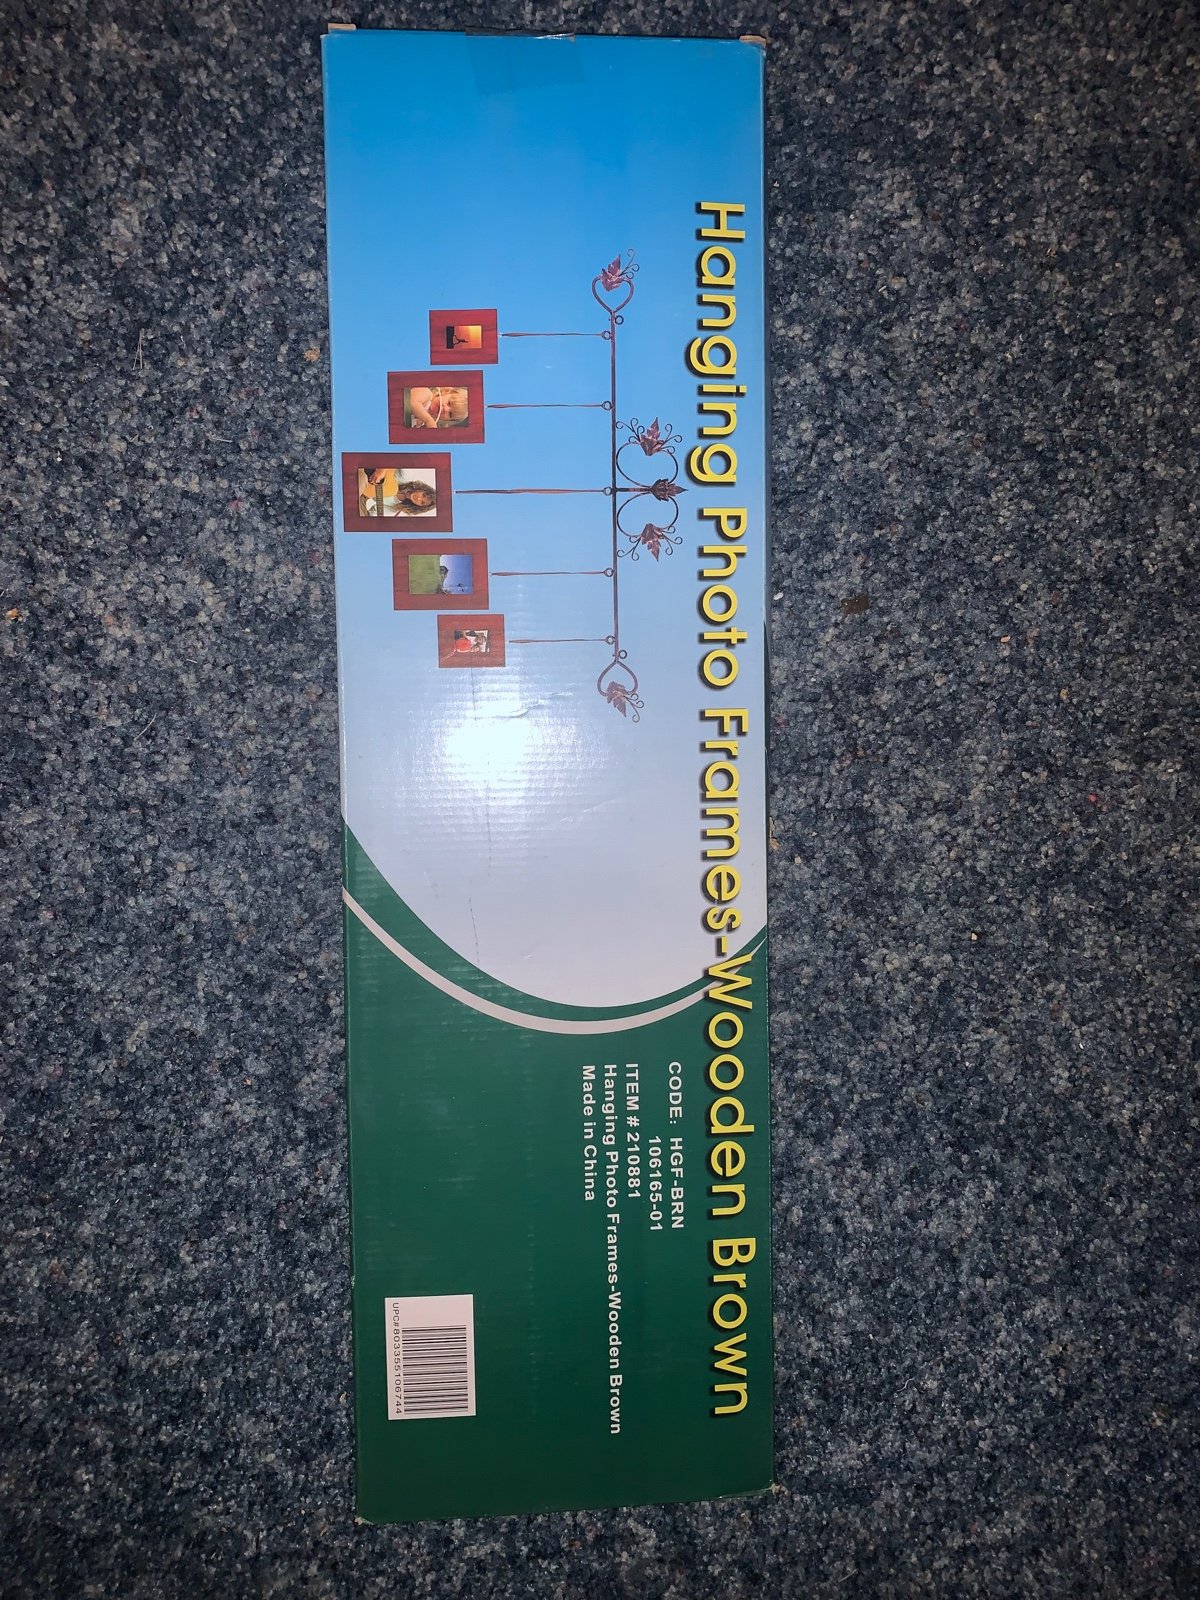 Hanging Photo Frames-Wooden Brown
CODE: HGF-BRN
106165-01
ITEM # 210881
Hanging Photo Frames-Wooden Brown
Made in China
UPC#803355106744